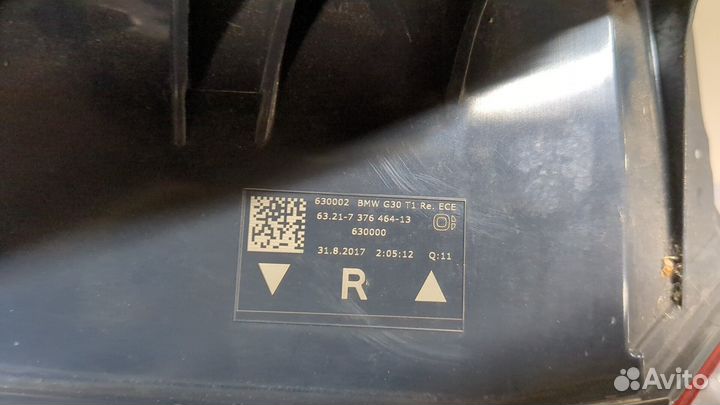 630002 BMW G30 T1 Re. ECE
63.21-7 376 464-13
630000
31.8.2017 2:05:12 Q:11
R
Avito